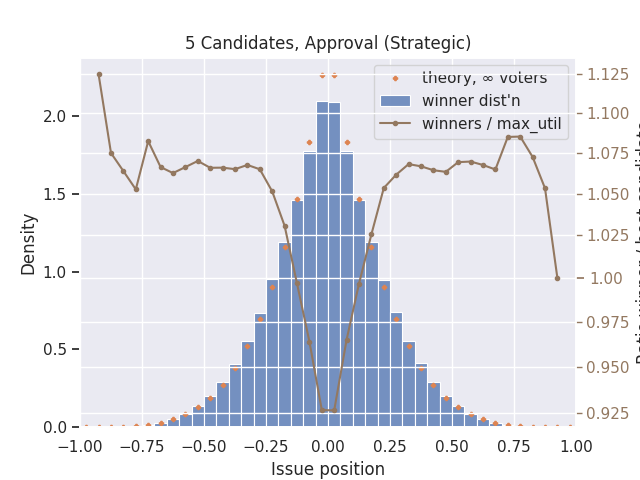 5 Candidates, Approval (Strategic)
theory, ∞ voters
winner dist'n
winners / max_util
Density
2.0
1.5
1.0
0.5
0.0
1.125
1.100
1.075
1.050
1.025
1.00
0.975
0.950
0.925
−1.00 −0.75 −0.50 −0.25 0.00 0.25 0.50 0.75 1.00
Issue position